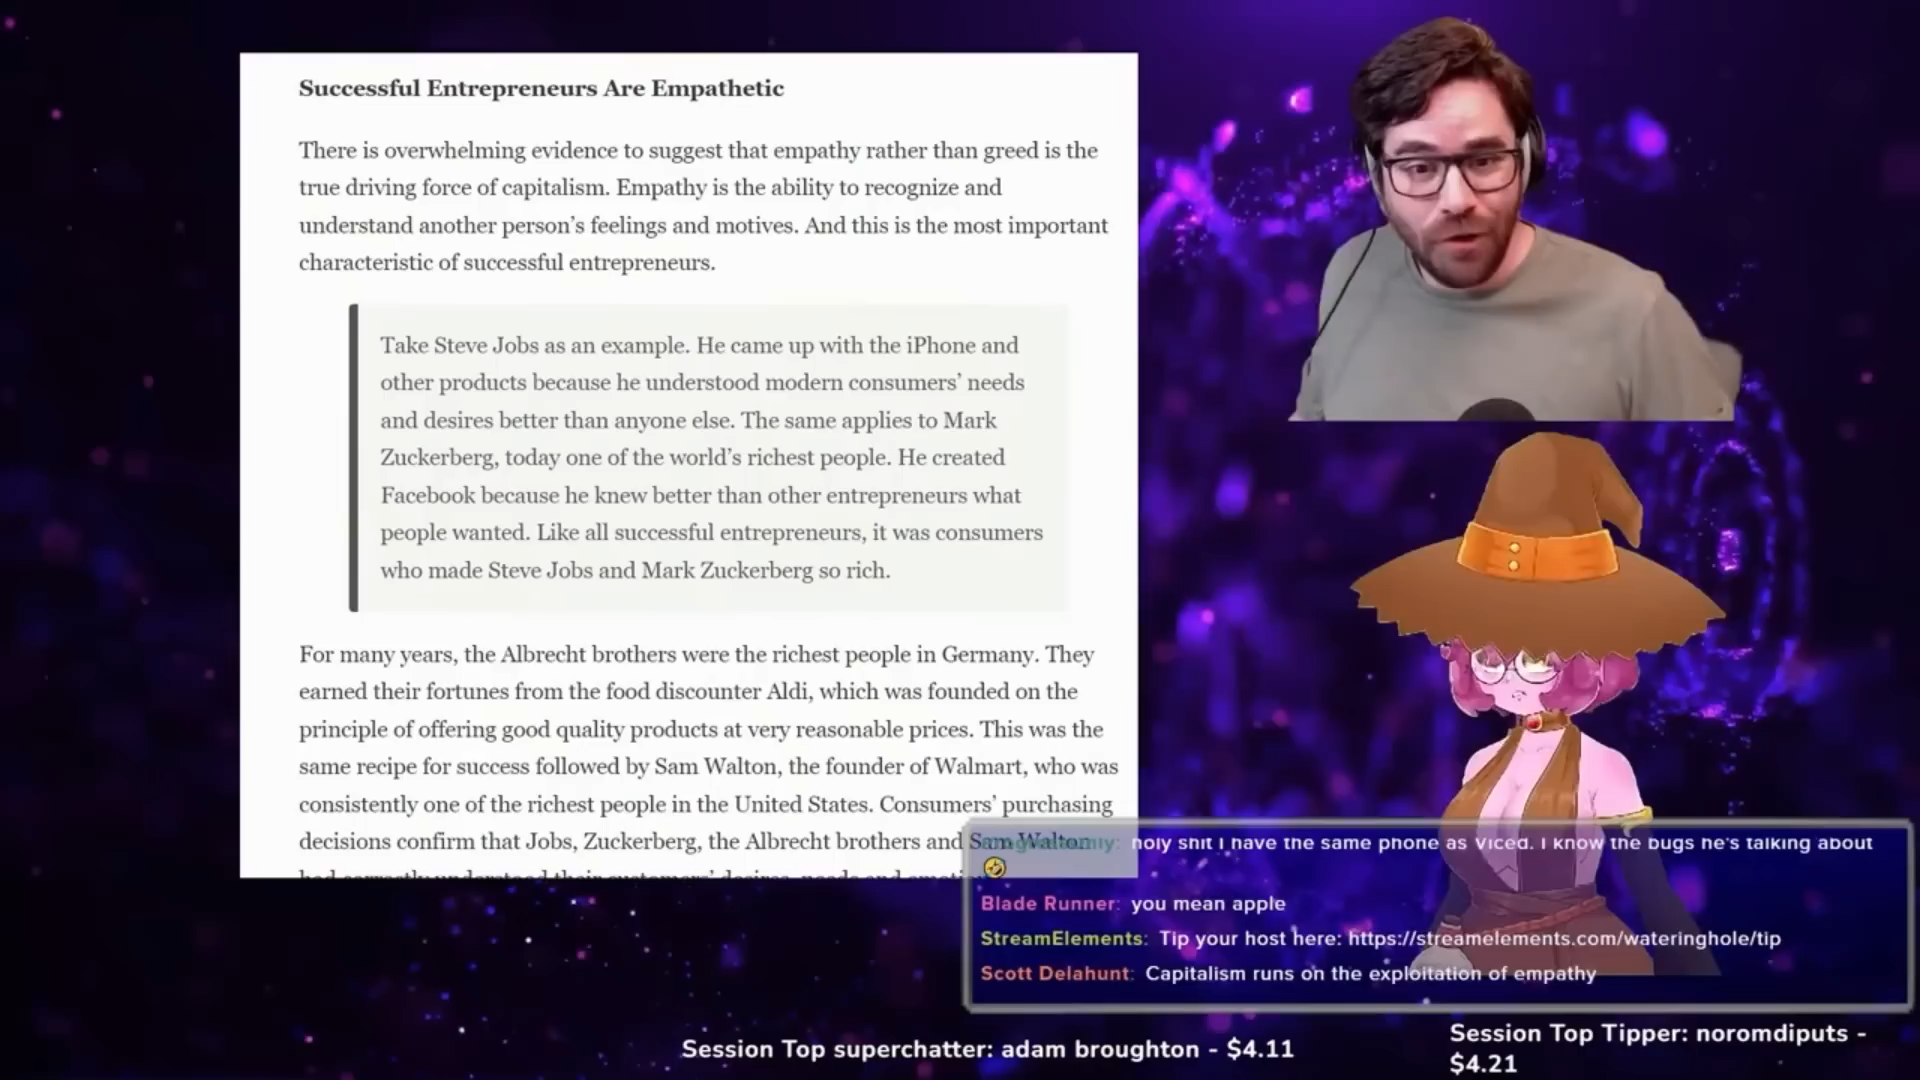 Successful Entrepreneurs Are Empathetic
There is overwhelming evidence to suggest that empathy rather than greed is the
true driving force of capitalism. Empathy is the ability to recognize and
understand another person’s feelings and motives. And this is the most important
characteristic of successful entrepreneurs.
Take Steve Jobs as an example. He came up with the iPhone and
other products because he understood modern consumers’ needs
and desires better than anyone else. The same applies to Mark
Zuckerberg, today one of the world’s richest people. He created
Facebook because he knew better than other entrepreneurs what
people wanted. Like all successful entrepreneurs, it was consumers
who made Steve Jobs and Mark Zuckerberg so rich.
For many years, the Albrecht brothers were the richest people in Germany. They
earned their fortunes from the food discounter Aldi, which was founded on the
principle of offering good quality products at very reasonable prices. This was the
same recipe for success followed by Sam Walton, the founder of Walmart, who was
consistently one of the richest people in the United States. Consumers’ purchasing
decisions confirm that Jobs, Zuckerberg, the Albrecht brothers and Sam Walton
had correctly understood their customers’ desires, needs and
holy shit I have the same phone as Viced. I know the bugs he's talking about
🤣
Blade Runner: you mean apple
StreamElements: Tip your host here: https://streamelements.com/wateringhole/tip
Scott Delahunt: Capitalism runs on the exploitation of empathy
Session Top superchatter: adam broughton - $4.11
Session Top Tipper: noromdiputs -
$4.21